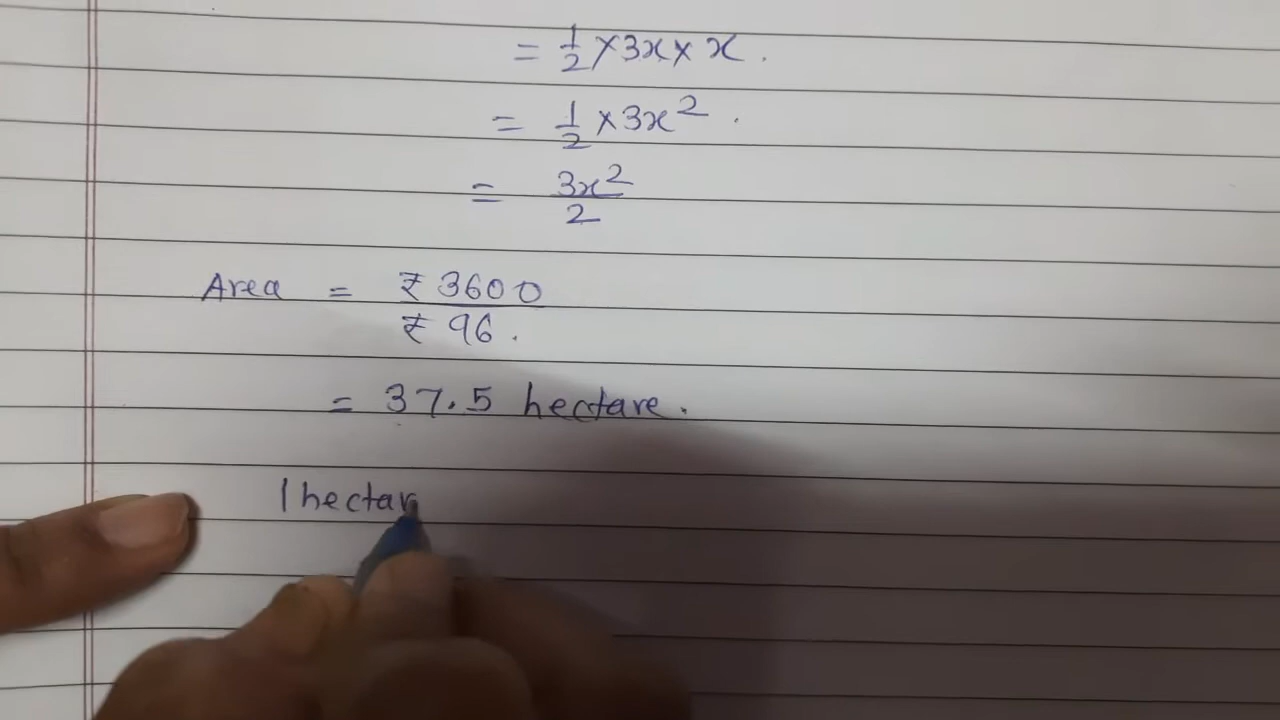 = 1/2 × 3x × x.
= 1/2 × 3x².
= 3x²/2
Area = ₹ 3600 / ₹ 96.
= 37.5 hectare.
1 hectar